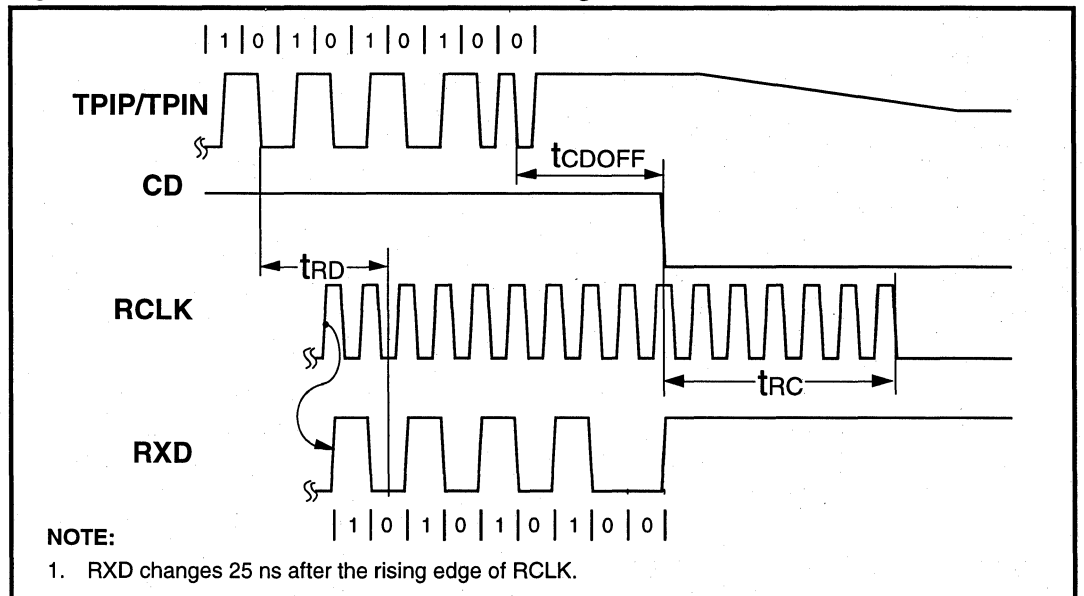 | 1 | 0 | 1 | 0 | 1 | 0 | 1 | 0 | 0 |
TPIP/TPIN
tCDOFF
CD
tRD
RCLK
tRC
RXD
| 1 | 0 | 1 | 0 | 1 | 0 | 1 | 0 | 0 |
NOTE:
1. RXD changes 25 ns after the rising edge of RCLK.